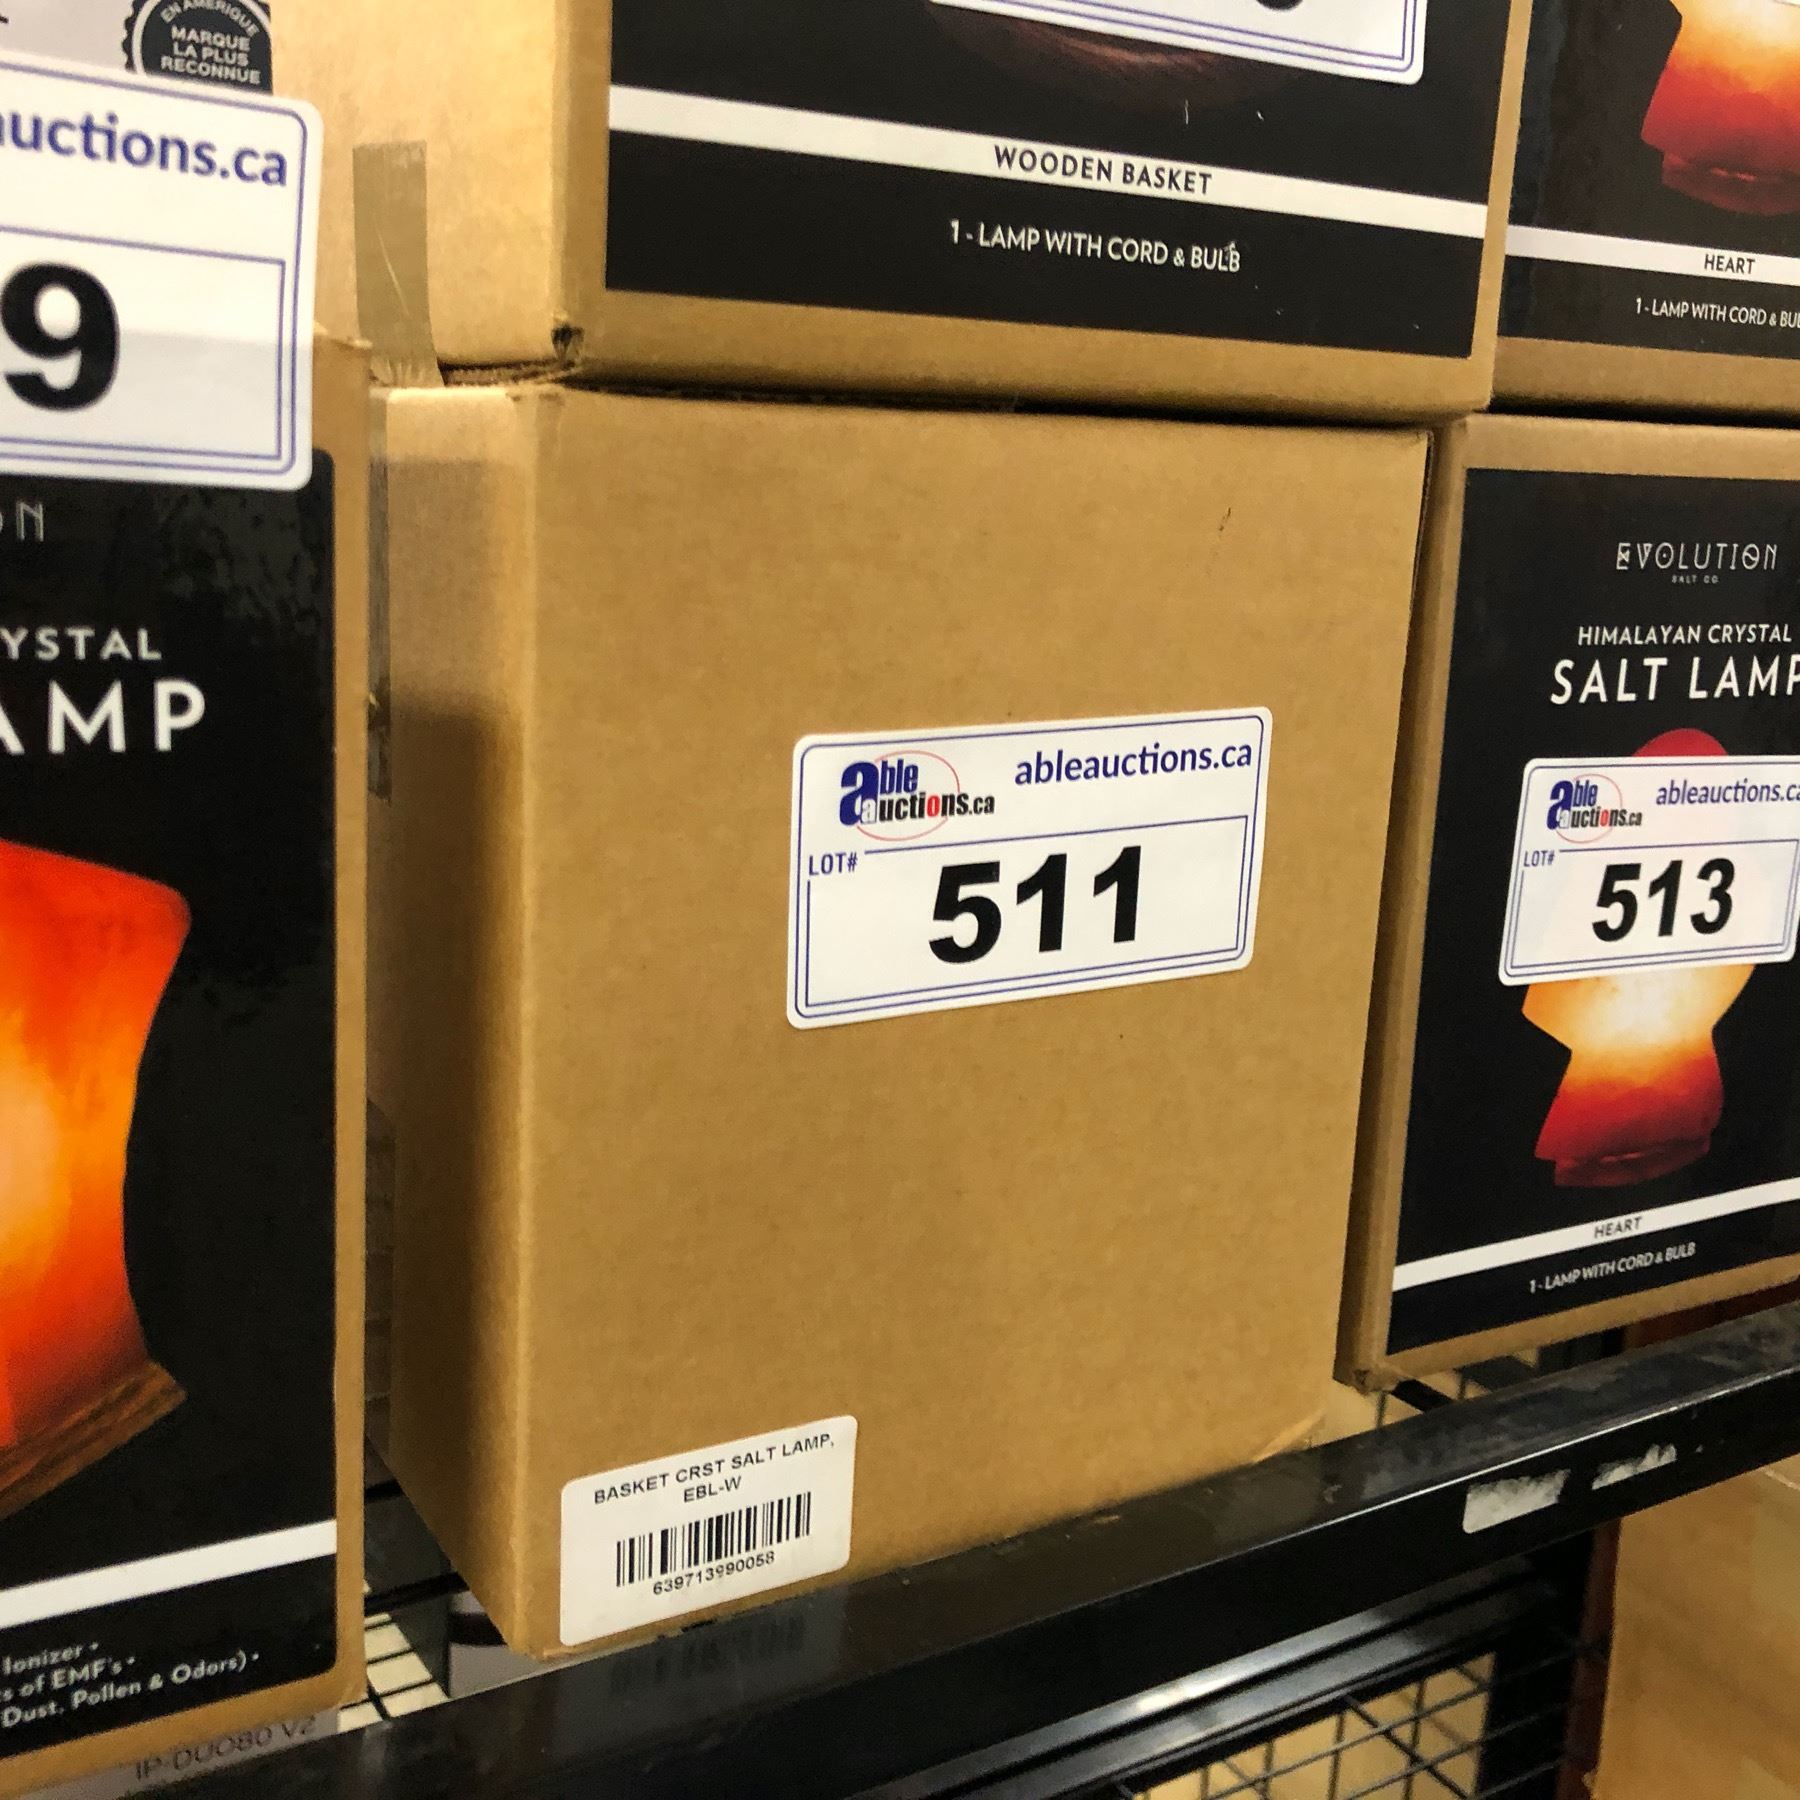 EN AMÉRIQUE
MARQUE
LA PLUS
RECONNUE
uctions.ca
9
ON
YSTAL
AMP
Ionizer •
of EMF's •
Dust, Pollen & Odors) •
IP-DUO80 V2
WOODEN BASKET
1 - LAMP WITH CORD & BULB
HEART
1 - LAMP WITH CORD & BU
able
auctions.ca
ableauctions.ca
LOT#
511
BASKET CRST SALT LAMP,
EBL-W
639713990058
EVOLUTION
SALT CO
HIMALAYAN CRYSTAL
SALT LAMP
able
auctions.ca
ableauctions.ca
LOT#
513
HEART
1 - LAMP WITH CORD & BULB